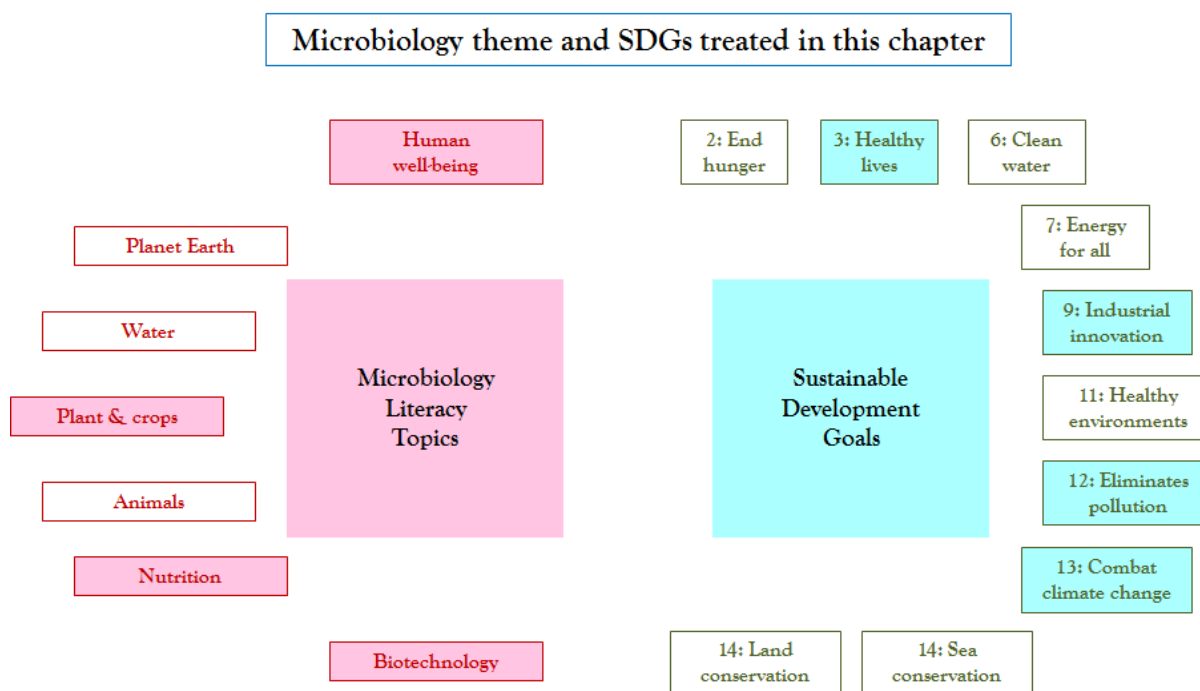 Microbiology theme and SDGs treated in this chapter
Human
well-being
2: End
hunger
3: Healthy
lives
6: Clean
water
Planet Earth
7: Energy
for all
Water
9: Industrial
innovation
Microbiology
Literacy
Topics
Sustainable
Development
Goals
Plant & crops
11: Healthy
environments
Animals
12: Eliminates
pollution
Nutrition
13: Combat
climate change
Biotechnology
14: Land
conservation
14: Sea
conservation